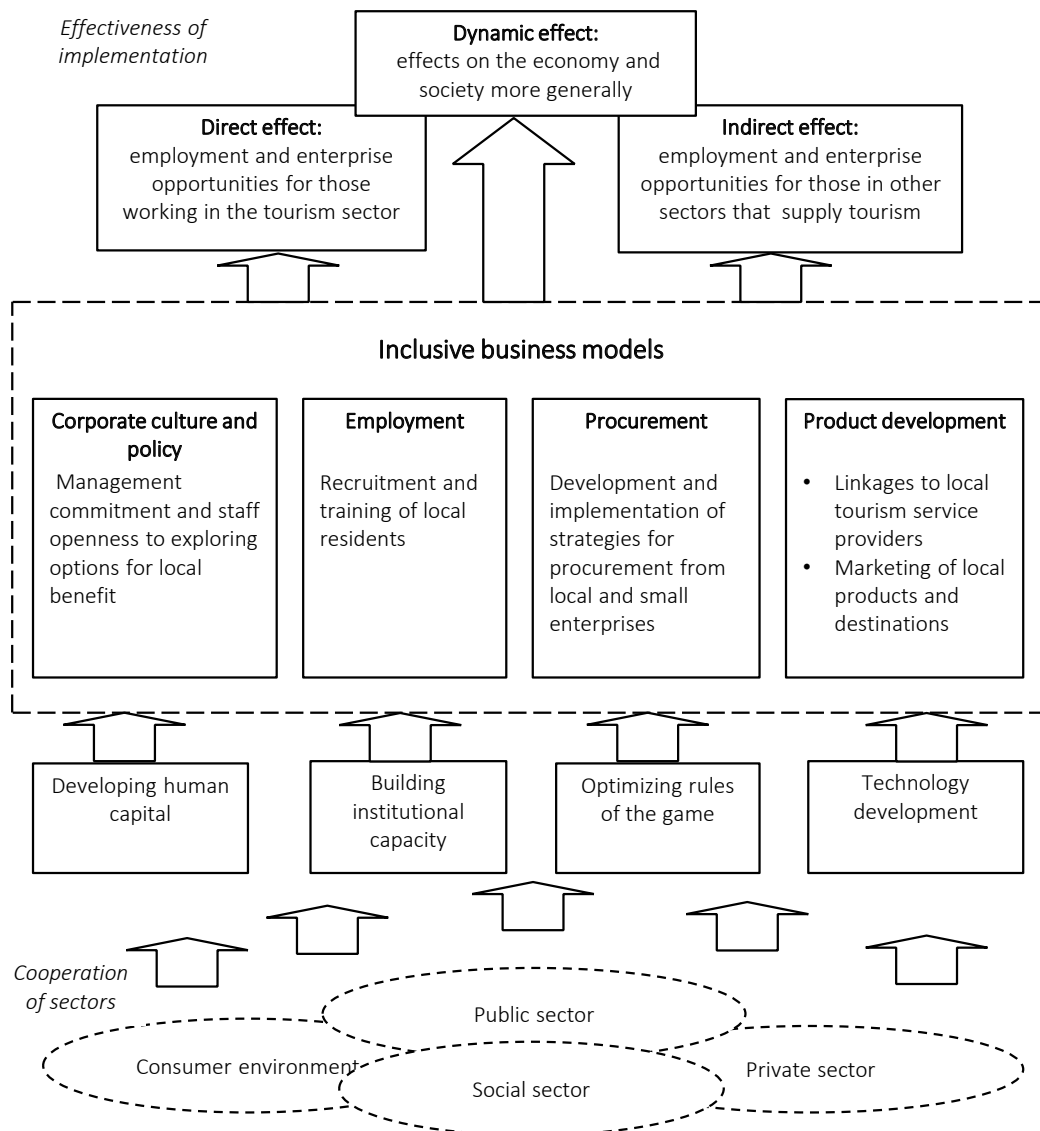 Effectiveness of
implementation
Dynamic effect:
effects on the economy and
society more generally
Direct effect:
employment and enterprise
opportunities for those
working in the tourism sector
Indirect effect:
employment and enterprise
opportunities for those in other
sectors that supply tourism
Inclusive business models
Corporate culture and
policy
Management
commitment and staff
openness to exploring
options for local
benefit
Employment
Recruitment and
training of local
residents
Procurement
Development and
implementation of
strategies for
procurement from
local and small
enterprises
Product development
• Linkages to local
tourism service
providers
• Marketing of local
products and
destinations
Developing human
capital
Building
institutional
capacity
Optimizing rules
of the game
Technology
development
Cooperation
of sectors
Public sector
Consumer environment
Private sector
Social sector